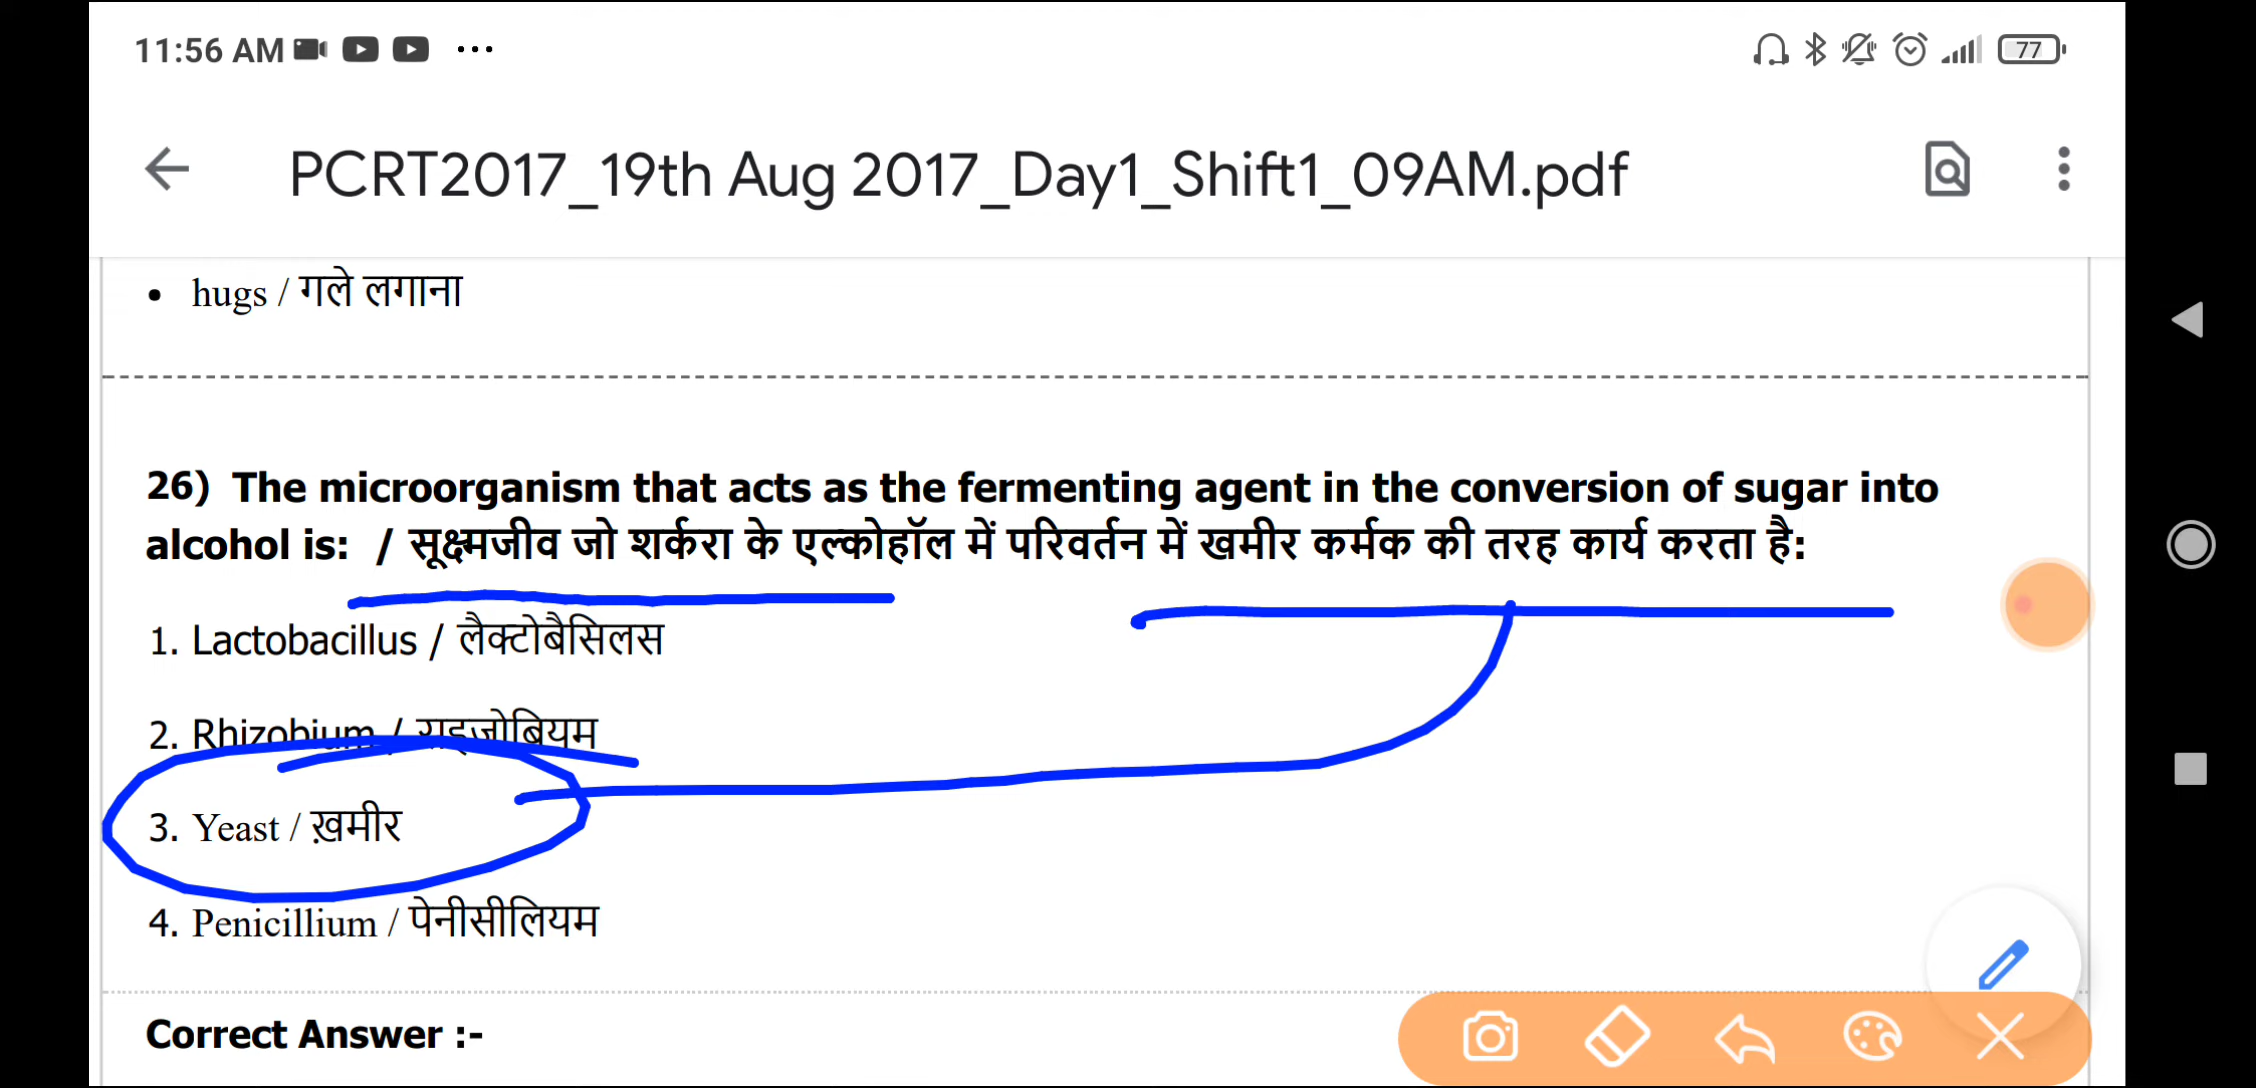 11:56 AM
77
PCRT2017_19th Aug 2017_Day1_Shift1_09AM.pdf
• hugs / गले लगाना
26) The microorganism that acts as the fermenting agent in the conversion of sugar into
alcohol is: / सूक्ष्मजीव जो शर्करा के एल्कोहॉल में परिवर्तन में खमीर कर्मक की तरह कार्य करता है:
1. Lactobacillus / लैक्टोबैसिलस
2. Rhizobium / राइजोबियम
3. Yeast / ख़मीर
4. Penicillium / पेनीसीलियम
Correct Answer :-